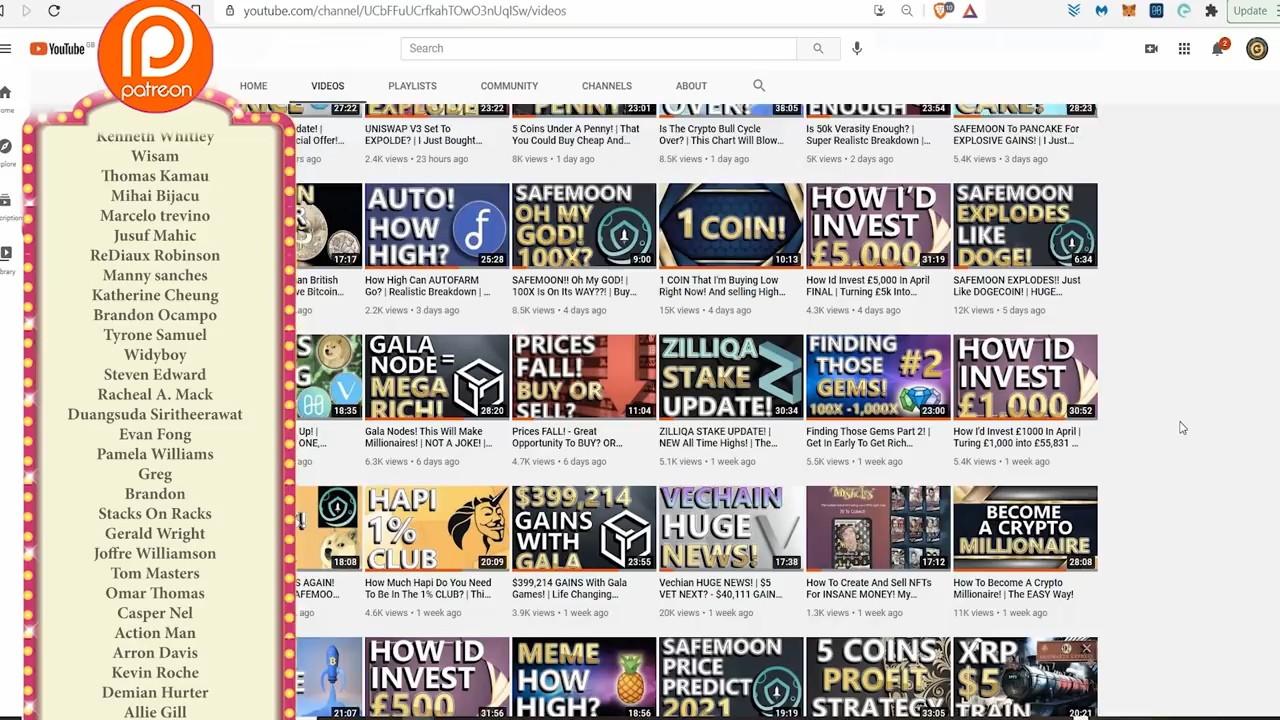 youtube.com/channel/UCbFFuUCrfkahTOwO3nUqISw/videos
10
Update
YouTube GB
Search
2
G
patreon
HOME
VIDEOS
PLAYLISTS
COMMUNITY
CHANNELS
ABOUT
Kenneth Whitley
Wisam
Thomas Kamau
Mihai Bijacu
Marcelo trevino
Jusuf Mahic
ReDiaux Robinson
Manny sanches
Katherine Cheung
Brandon Ocampo
Tyrone Samuel
Widyboy
Steven Edward
Racheal A. Mack
Duangsuda Siritheerawat
Evan Fong
Pamela Williams
Greg
Brandon
Stacks On Racks
Gerald Wright
Joffre Williamson
Tom Masters
Omar Thomas
Casper Nel
Action Man
Arron Davis
Kevin Roche
Demian Hurter
Allie Gill
27:22
EXPLODE
23:22
PENNY
23:01
OVER!
38:05
ENOUGH
23:54
CAKE!
28:23
date! |
cial Offer!...
s ago
UNISWAP V3 Set To
EXPOLDE? | I Just Bought...
2.4K views • 23 hours ago
5 Coins Under A Penny! | That
You Could Buy Cheap And...
8K views • 1 day ago
Is The Crypto Bull Cycle
Over? | This Chart Will Blow...
8.5K views • 1 day ago
Is 50k Verasity Enough? |
Super Realistc Breakdown |...
5K views • 2 days ago
SAFEMOON To PANCAKE For
EXPLOSIVE GAINS! | I Just...
5.4K views • 3 days ago
17:17
AUTO!
HOW
HIGH!
25:28
SAFEMOON
OH MY
GOD!
100X?
9:00
1 COIN!
10:13
HOW I'D
INVEST
£5,000
31:19
SAFEMOON
EXPLODES
LIKE
DOGE!
6:34
an British
ve Bitcoin...
ago
How High Can AUTOFARM
Go? | Realistic Breakdown | ...
2.2K views • 3 days ago
SAFEMOON!! Oh My GOD! |
100X Is On Its WAY??! | Buy...
8.5K views • 4 days ago
1 COIN That I'm Buying Low
Right Now! And selling High...
15K views • 4 days ago
How Id Invest £5,000 In April
FINAL | Turning £5k Into...
4.3K views • 4 days ago
SAFEMOON EXPLODES!! Just
Like DOGECOIN! | HUGE...
12K views • 5 days ago
18:35
GALA
NODE =
MEGA
RICH!
28:20
PRICES
FALL!
BUY OR
SELL?
11:04
ZILLIQA
STAKE
UPDATE!
30:34
FINDING
THOSE #2
GEMS!
100X -1,000X
23:00
HOW ID
INVEST
£1,000
30:52
Up! |
ONE,...
ago
Gala Nodes! This Will Make
Millionaires! | NOT A JOKE! |...
6.3K views • 6 days ago
Prices FALL! - Great
Opportunity To BUY? OR...
4.7K views • 6 days ago
ZILLIQA STAKE UPDATE! |
NEW All Time Highs! | The...
5.1K views • 1 week ago
Finding Those Gems Part 2! |
Get In Early To Get Rich...
5.5K views • 1 week ago
How I'd Invest £1000 In April |
Turing £1,000 into £55,831 ...
5.4K views • 1 week ago
18:08
HAPI
1%
CLUB
20:09
$399,214
GAINS
WITH
GALA
23:55
VECHAIN
HUGE
NEWS!
17:38
17:12
BECOME
A CRYPTO
MILLIONAIRE
28:08
AGAIN!
AFEMOO...
ago
How Much Hapi Do You Need
To Be In The 1% CLUB? | Thi...
4.6K views • 1 week ago
$399,214 GAINS With Gala
Games! | Life Changing...
3.9K views • 1 week ago
Vechian HUGE NEWS! | $5
VET NEXT? - $40,111 GAIN...
20K views • 1 week ago
How To Create And Sell NFTs
For INSANE MONEY! My...
1.3K views • 1 week ago
How To Become A Crypto
Millionaire! | The EASY Way!
11K views • 1 week ago
21:07
HOW ID
INVEST
£500
31:56
MEME
HOW
HIGH?
18:56
SAFEMOON
PRICE
PREDICT
2021
19:19
5 COINS
PROFIT
STRATEGY
33:05
XRP
$5
TRAIN
20:21